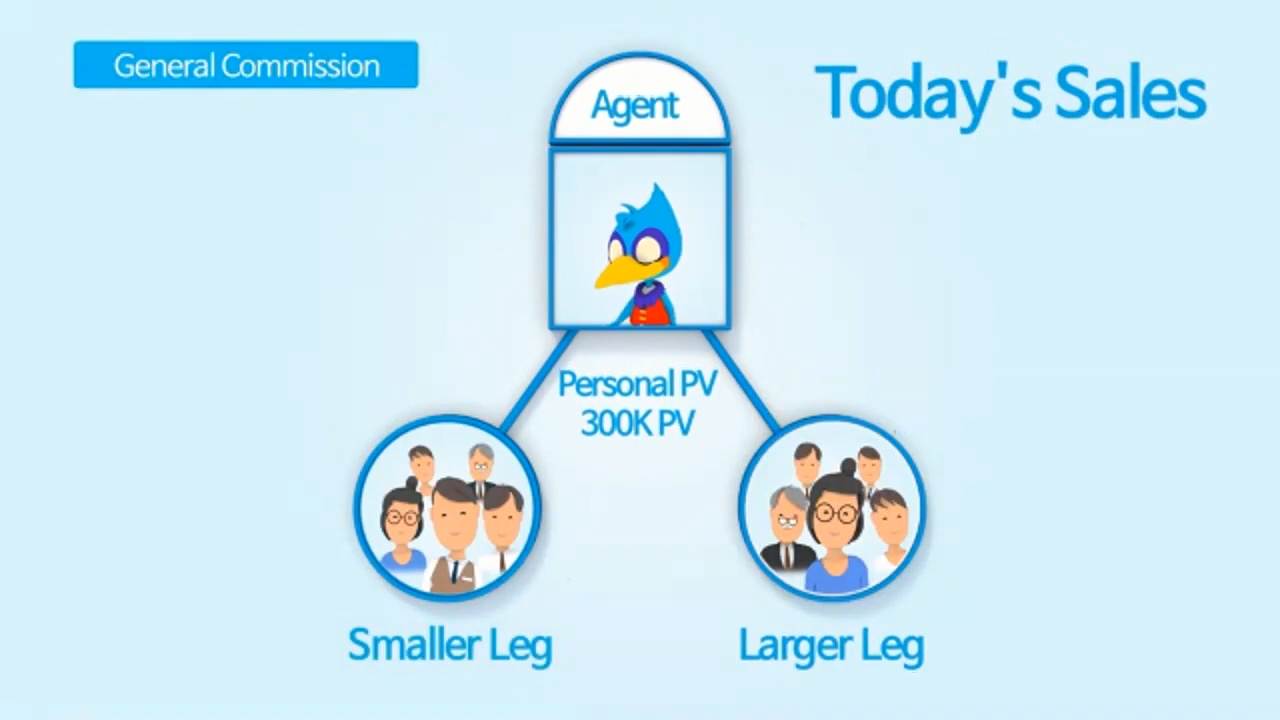 General Commission
Today's Sales
Agent
Personal PV
300K PV
Smaller Leg
Larger Leg